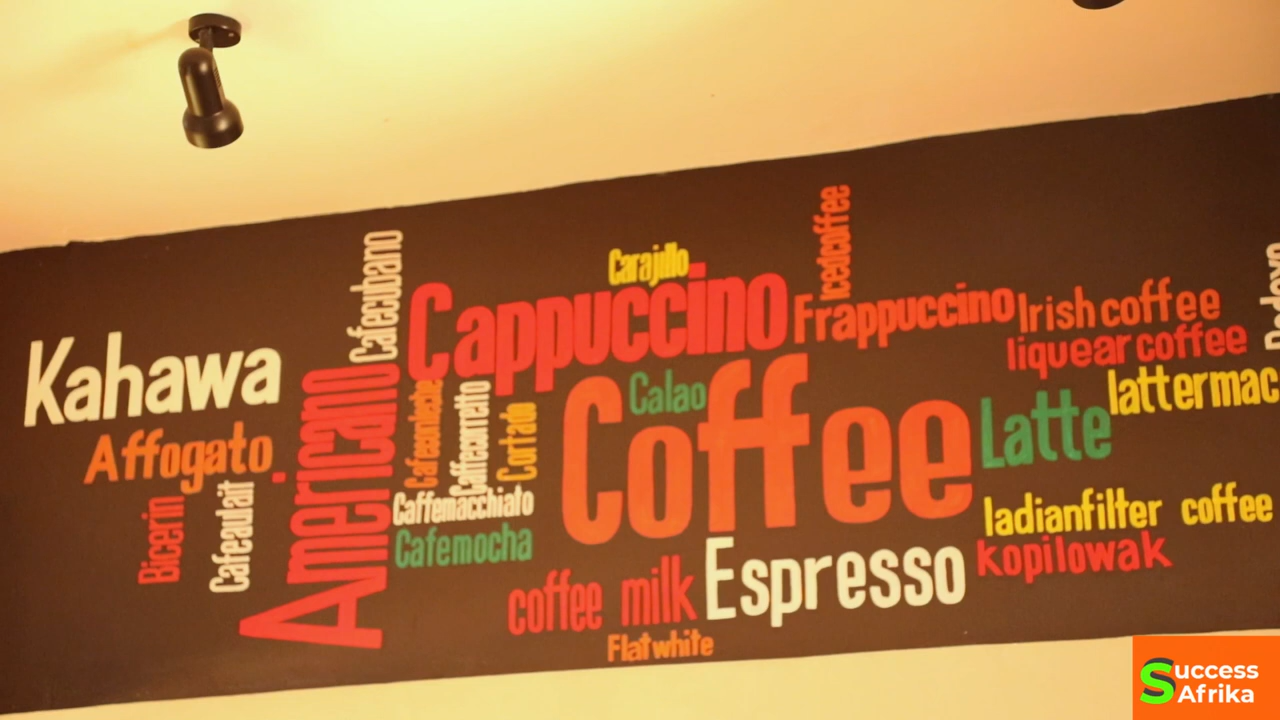 Kahawa
Affogato
Bicerin
Cafeaulait
Americano
Cafecubano
Cappuccino
Carajillo
Icedcoffee
Frappuccino
Irish coffee
liquear coffee
lattermac
Cafeconleche
Caffecorretto
Cortado
Caffemacchiato
Cafemocha
Calao
Coffee
Latte
ladianfilter coffee
kopilowak
Espresso
coffee milk
Flatwhite
Success
Afrika